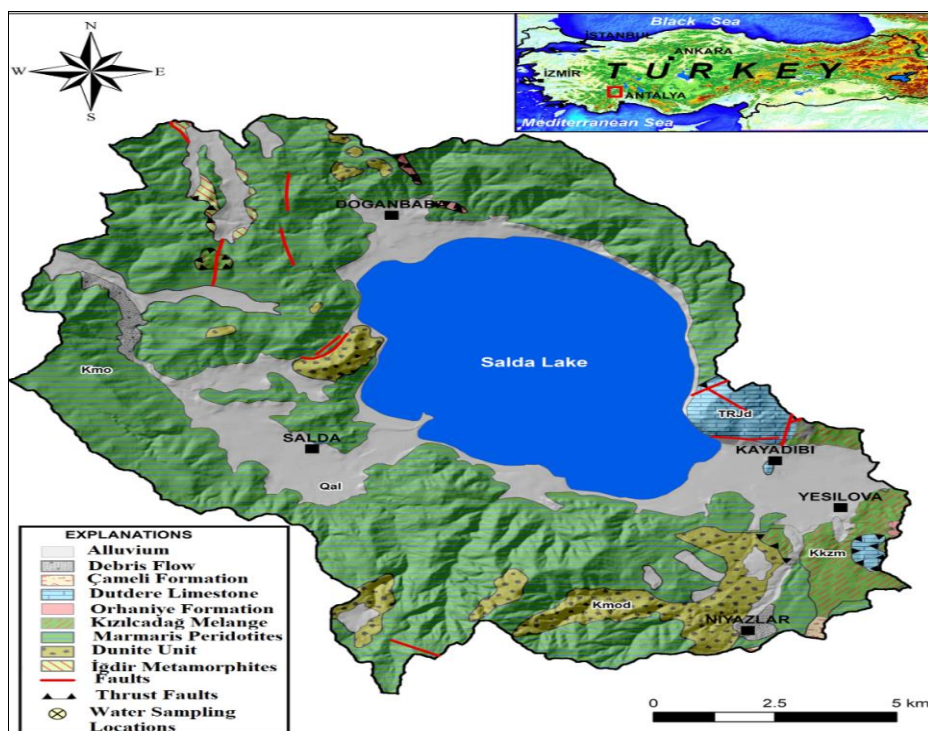 N
W E
S
Black Sea
İSTANBUL
ANKARA
İZMİR
TURKEY
ANTALYA
Mediterranean Sea
DOGANBABA
Salda Lake
Kmo
TRJd
SALDA
KAYADIBI
Qal
YESILOVA
Kkzm
Kmod
NIYAZLAR
EXPLANATIONS
Alluvium
Debris Flow
Çameli Formation
Dutdere Limestone
Orhaniye Formation
Kızılcadağ Melange
Marmaris Peridotites
Dunite Unit
İğdir Metamorphites
Faults
Thrust Faults
Water Sampling
Locations
0 2.5 5 km